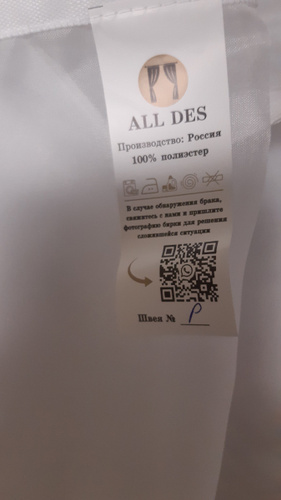 ALL DES
Производство: Россия
100% полиэстер
В случае обнаружения брака,
свяжитесь с нами и пришлите
фотографию бирки для решения
сложившейся ситуации
Швея № Р